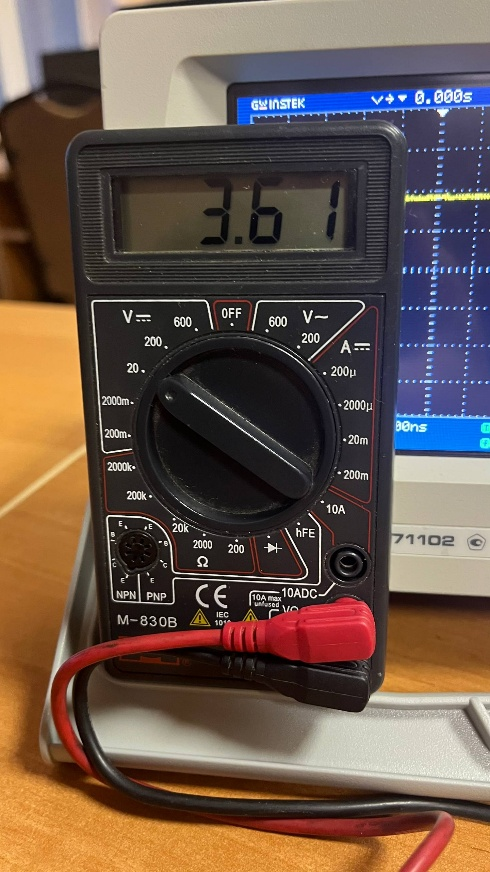 GW INSTEK
0.000s
3.61
V⎓
600
OFF
600
V~
200
200
A⎓
20
200µ
2000m
2000µ
200m
20m
2000k
200m
200k
10A
20k
2000
200
hFE
Ω
E
E
B
C
E
E
NPN
PNP
CE
10A max
unfused
10ADC
M-830B
IEC
71102